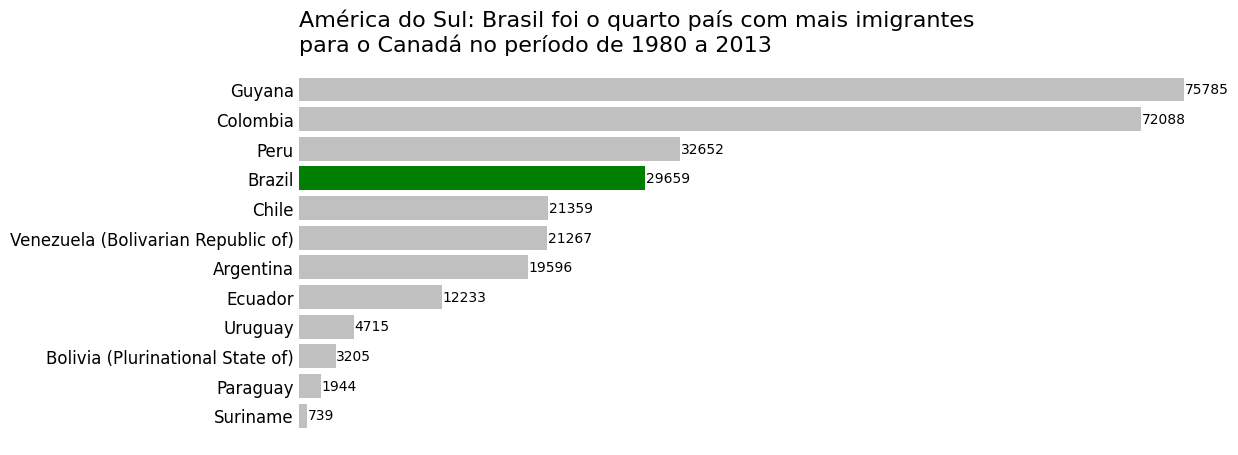 América do Sul: Brasil foi o quarto país com mais imigrantes
para o Canadá no período de 1980 a 2013
Guyana 75785
Colombia 72088
Peru 32652
Brazil 29659
Chile 21359
Venezuela (Bolivarian Republic of) 21267
Argentina 19596
Ecuador 12233
Uruguay 4715
Bolivia (Plurinational State of) 3205
Paraguay 1944
Suriname 739